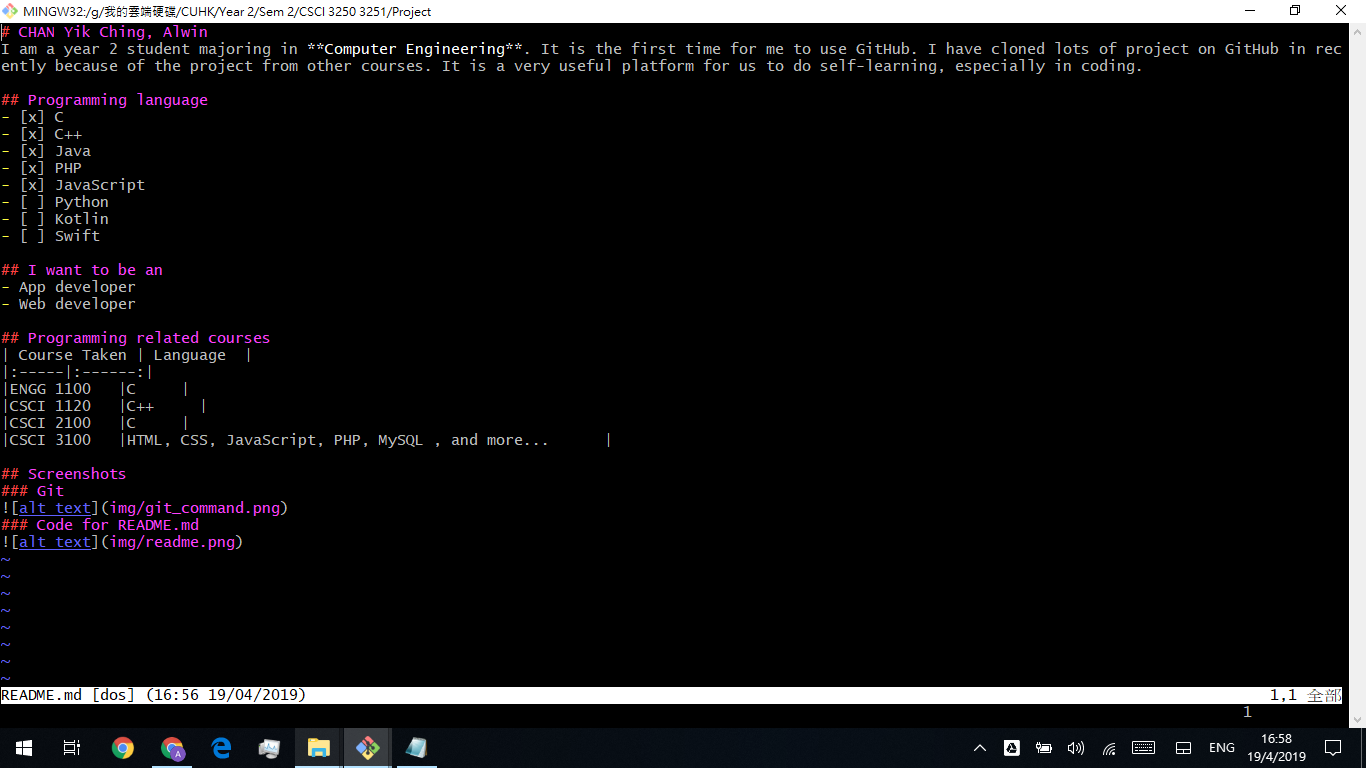 MINGW32:/g/我的雲端硬碟/CUHK/Year 2/Sem 2/CSCI 3250 3251/Project
# CHAN Yik Ching, Alwin
I am a year 2 student majoring in **Computer Engineering**. It is the first time for me to use GitHub. I have cloned lots of project on GitHub in rec
ently because of the project from other courses. It is a very useful platform for us to do self-learning, especially in coding.
## Programming language
- [x] C
- [x] C++
- [x] Java
- [x] PHP
- [x] JavaScript
- [ ] Python
- [ ] Kotlin
- [ ] Swift
## I want to be an
- App developer
- Web developer
## Programming related courses
| Course Taken | Language  |
|:-----|:------:|
|ENGG 1100   |C     |
|CSCI 1120   |C++     |
|CSCI 2100   |C     |
|CSCI 3100   |HTML, CSS, JavaScript, PHP, MySQL , and more...      |
## Screenshots
### Git
![alt text](img/git_command.png)
### Code for README.md
![alt text](img/readme.png)
~
~
~
~
~
~
~
~
README.md [dos] (16:56 19/04/2019) 1,1 全部
1
ENG
16:58
19/4/2019